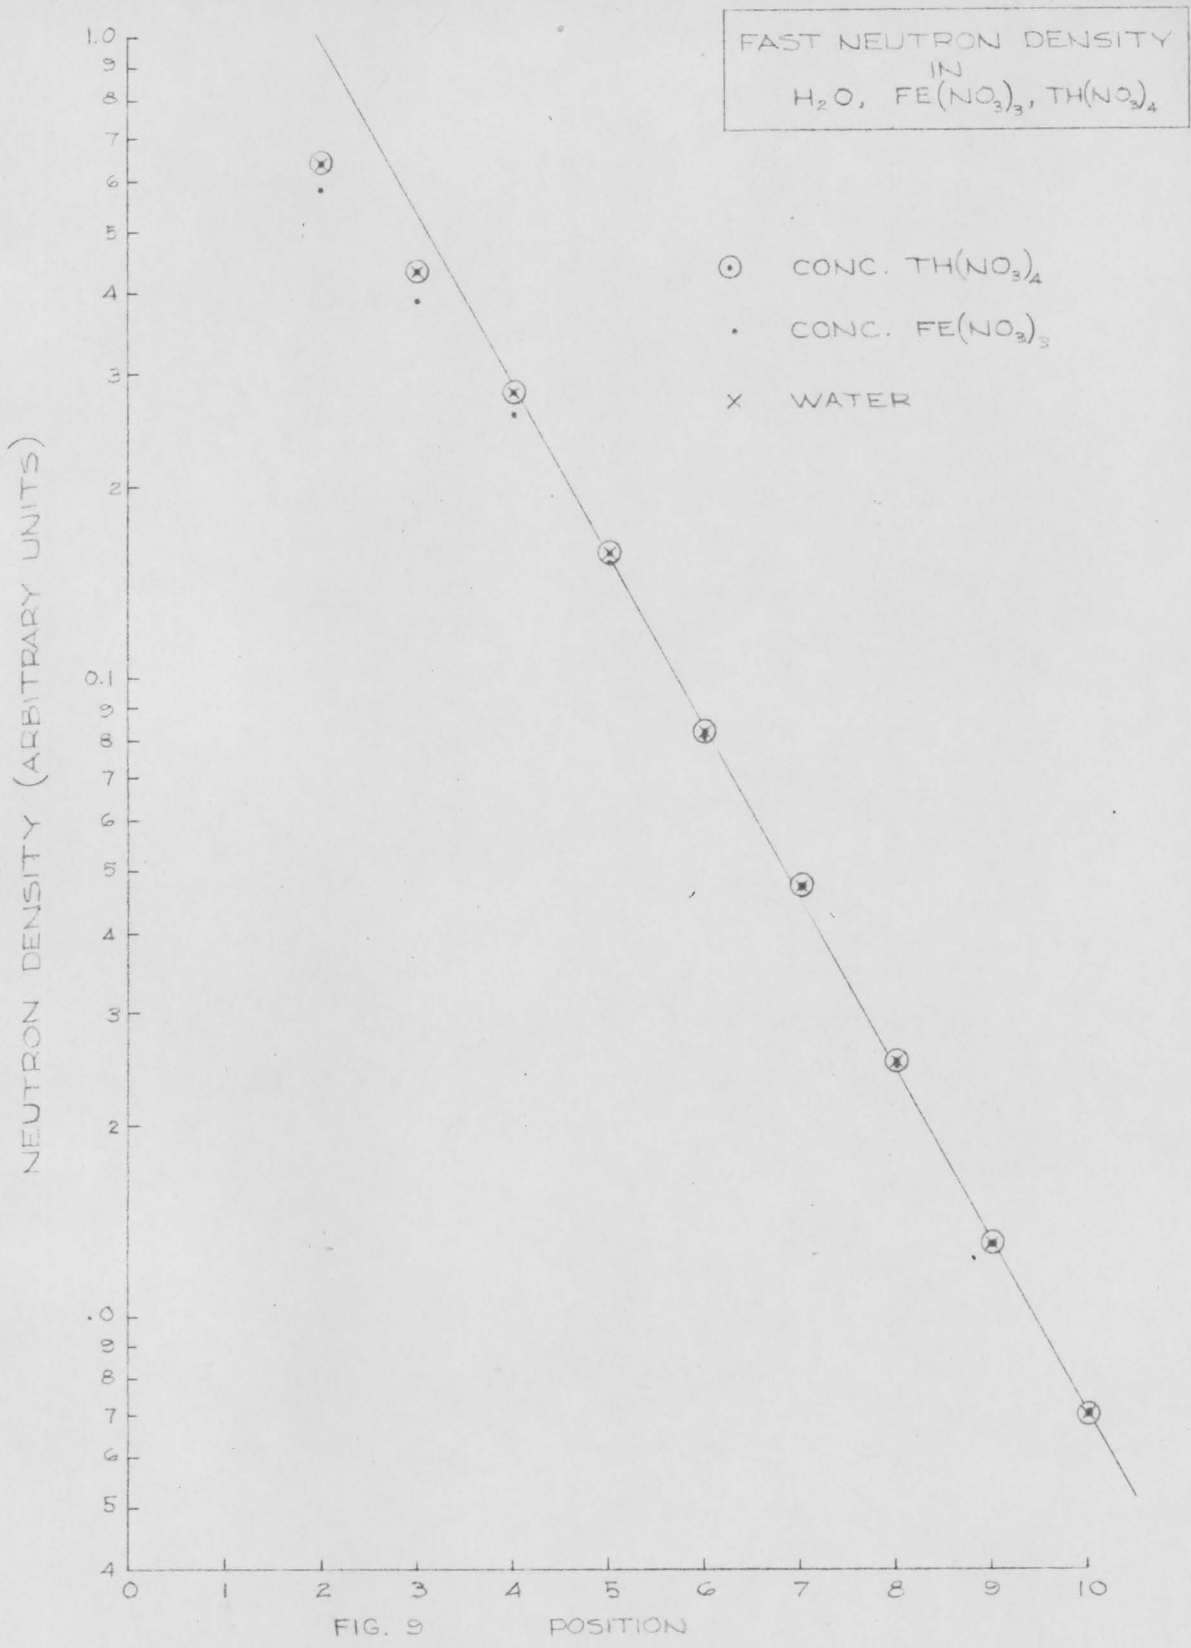 FAST NEUTRON DENSITY
IN
H₂O, FE(NO₃)₃, TH(NO₃)₄
CONC. TH(NO₃)₄
CONC. FE(NO₃)₃
× WATER
NEUTRON DENSITY (ARBITRARY UNITS)
1.0
9
8
7
6
5
4
3
2
0.1
9
8
7
6
5
4
3
2
.0
9
8
7
6
5
4
0 1 2 3 4 5 6 7 8 9 10
FIG. 9 POSITION